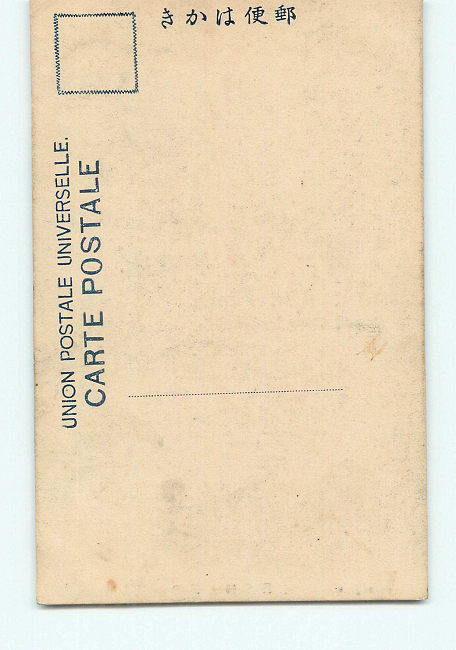 郵便はかき
UNION POSTALE UNIVERSELLE.
CARTE POSTALE